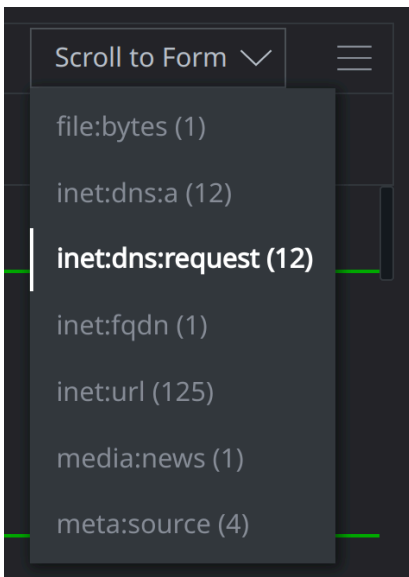 Scroll to Form
file:bytes (1)
inet:dns:a (12)
inet:dns:request (12)
inet:fqdn (1)
inet:url (125)
media:news (1)
meta:source (4)